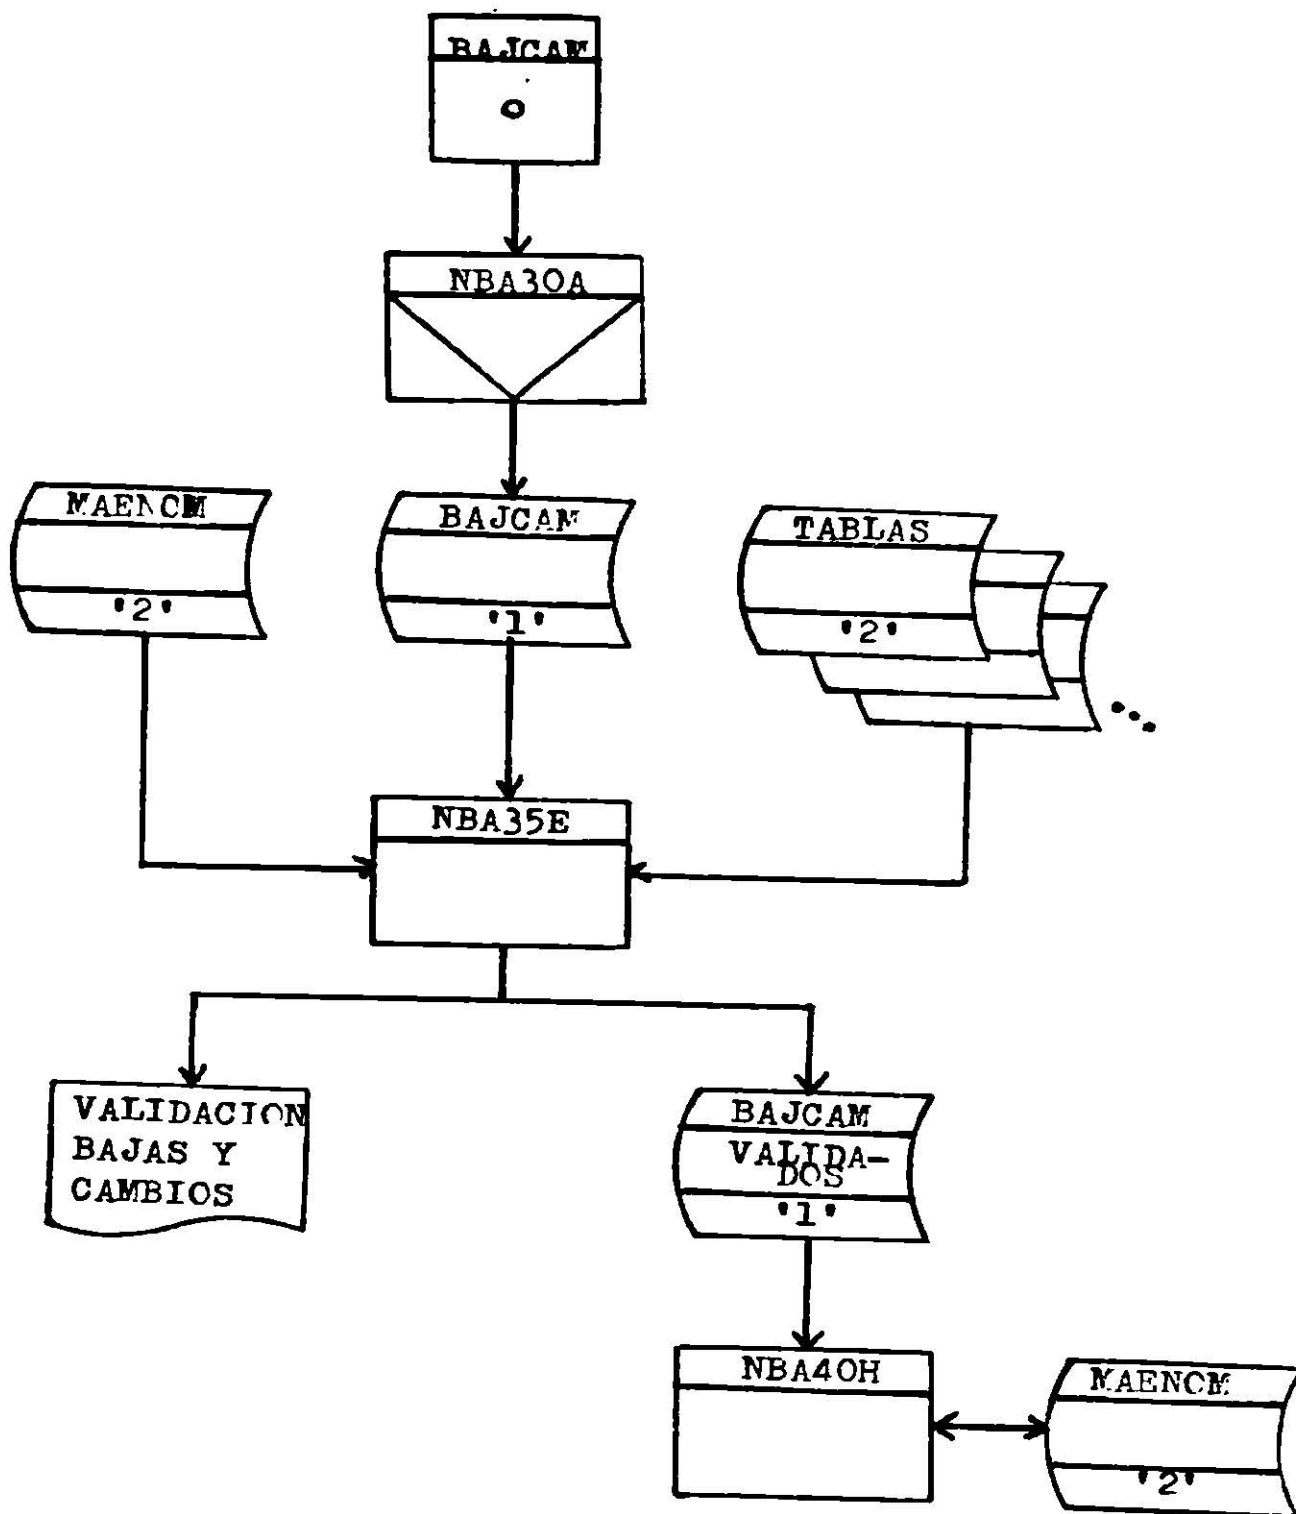 BAJCAM
O
NBA30A
MAENCM
BAJCAM
TABLAS
'2'
'1'
'2'
NBA35E
VALIDACION
BAJAS Y
CAMBIOS
BAJCAM
VALIDA-
DOS
'1'
NBA40H
MAENCM
'2'